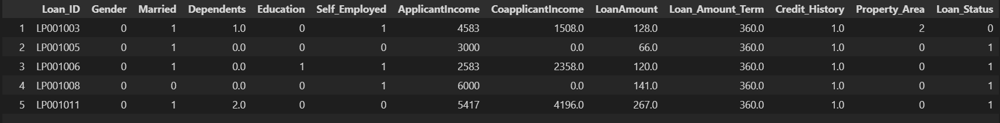 Loan_ID Gender Married Dependents Education Self_Employed ApplicantIncome CoapplicantIncome LoanAmount Loan_Amount_Term Credit_History Property_Area Loan_Status
1 LP001003 0 1 1.0 0 1 4583 1508.0 128.0 360.0 1.0 2 0
2 LP001005 0 1 0.0 0 0 3000 0.0 66.0 360.0 1.0 0 1
3 LP001006 0 1 0.0 1 1 2583 2358.0 120.0 360.0 1.0 0 1
4 LP001008 0 0 0.0 0 1 6000 0.0 141.0 360.0 1.0 0 1
5 LP001011 0 1 2.0 0 0 5417 4196.0 267.0 360.0 1.0 0 1